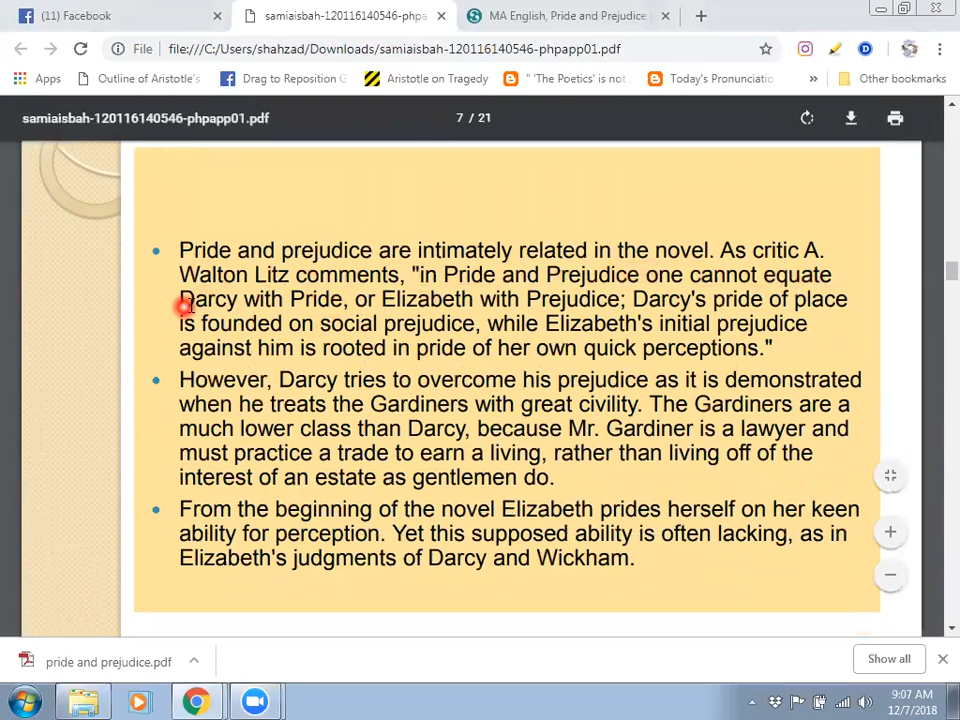 (11) Facebook
samiaisbah-120116140546-phpa
MA English, Pride and Prejudice
File
file:///C:/Users/shahzad/Downloads/samiaisbah-120116140546-phpapp01.pdf
Apps
Outline of Aristotle's
Drag to Reposition
Aristotle on Tragedy
" 'The Poetics' is not
Today's Pronunciatio
»
Other bookmarks
samiaisbah-120116140546-phpapp01.pdf
7 / 21
Pride and prejudice are intimately related in the novel. As critic A.
Walton Litz comments, "in Pride and Prejudice one cannot equate
Darcy with Pride, or Elizabeth with Prejudice; Darcy's pride of place
is founded on social prejudice, while Elizabeth's initial prejudice
against him is rooted in pride of her own quick perceptions."
However, Darcy tries to overcome his prejudice as it is demonstrated
when he treats the Gardiners with great civility. The Gardiners are a
much lower class than Darcy, because Mr. Gardiner is a lawyer and
must practice a trade to earn a living, rather than living off of the
interest of an estate as gentlemen do.
From the beginning of the novel Elizabeth prides herself on her keen
ability for perception. Yet this supposed ability is often lacking, as in
Elizabeth's judgments of Darcy and Wickham.
pride and prejudice.pdf
Show all
9:07 AM
12/7/2018